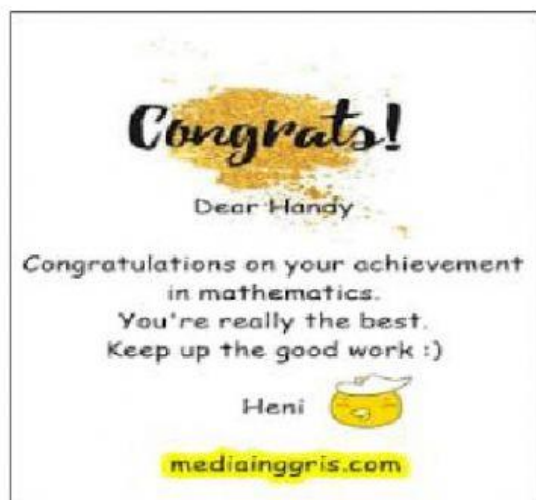 Congrats!
Dear Handy
Congratulations on your achievement
in mathematics.
You're really the best.
Keep up the good work :)
Heni
mediainggris.com